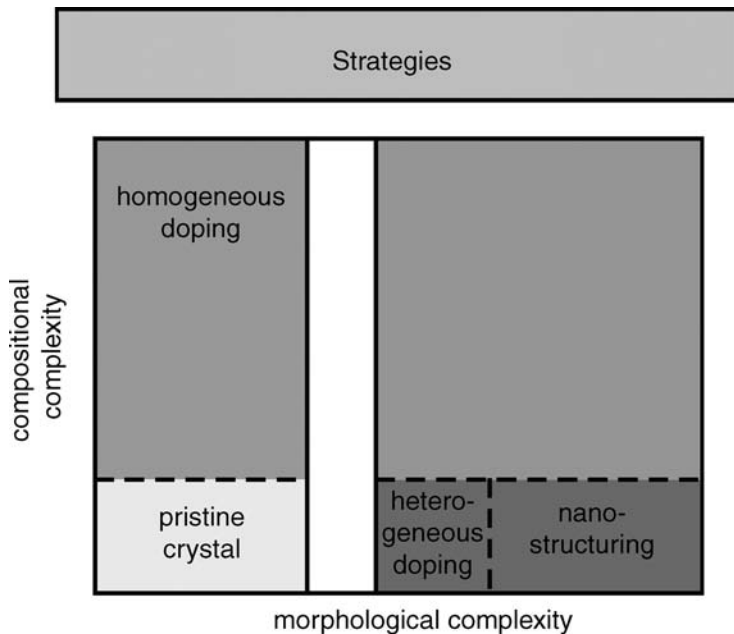 Strategies
homogeneous
doping
compositional
complexity
pristine
crystal
hetero-
geneous
doping
nano-
structuring
morphological complexity